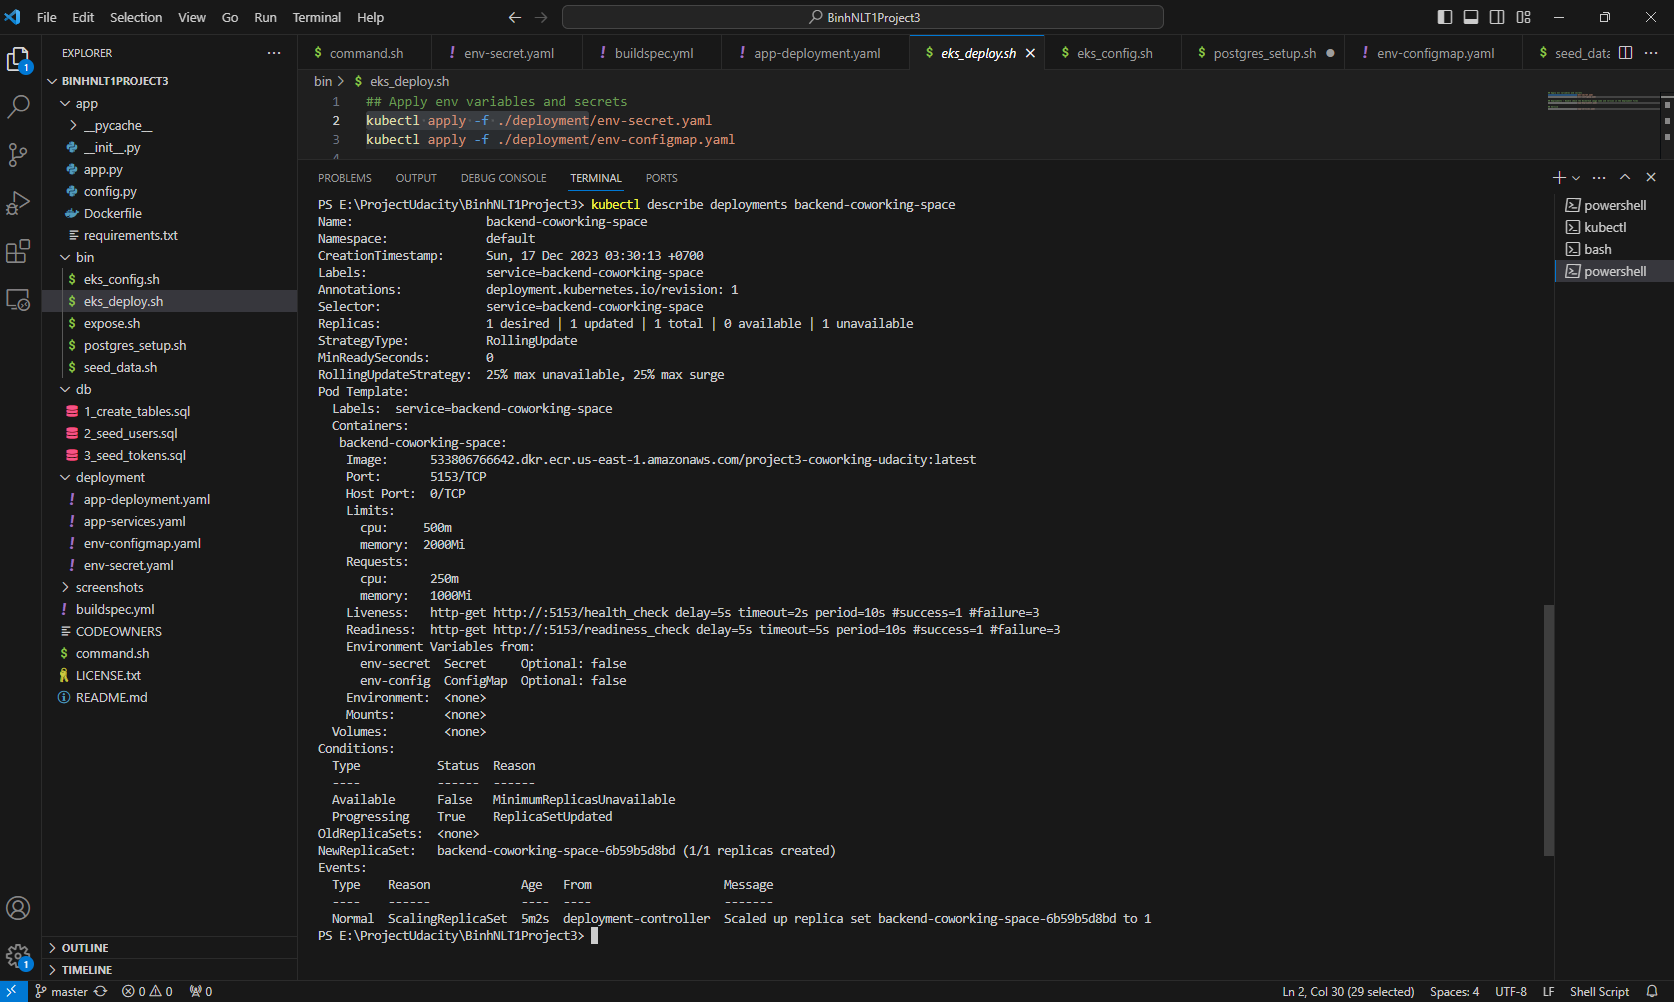 File Edit Selection View Go Run Terminal Help
BinhNLT1Project3
EXPLORER
BINHNLT1PROJECT3
app
__pycache__
__init__.py
app.py
config.py
Dockerfile
requirements.txt
bin
$ eks_config.sh
$ eks_deploy.sh
$ expose.sh
$ postgres_setup.sh
$ seed_data.sh
db
1_create_tables.sql
2_seed_users.sql
3_seed_tokens.sql
deployment
! app-deployment.yaml
! app-services.yaml
! env-configmap.yaml
! env-secret.yaml
screenshots
! buildspec.yml
CODEOWNERS
$ command.sh
LICENSE.txt
README.md
OUTLINE
TIMELINE
1
1
$ command.sh ! env-secret.yaml ! buildspec.yml ! app-deployment.yaml $ eks_deploy.sh $ eks_config.sh $ postgres_setup.sh ! env-configmap.yaml $ seed_data
bin > $ eks_deploy.sh
1 ## Apply env variables and secrets
2 kubectl apply -f ./deployment/env-secret.yaml
3 kubectl apply -f ./deployment/env-configmap.yaml
4
PROBLEMS OUTPUT DEBUG CONSOLE TERMINAL PORTS
PS E:\ProjectUdacity\BinhNLT1Project3> kubectl describe deployments backend-coworking-space
Name: backend-coworking-space
Namespace: default
CreationTimestamp: Sun, 17 Dec 2023 03:30:13 +0700
Labels: service=backend-coworking-space
Annotations: deployment.kubernetes.io/revision: 1
Selector: service=backend-coworking-space
Replicas: 1 desired | 1 updated | 1 total | 0 available | 1 unavailable
StrategyType: RollingUpdate
MinReadySeconds: 0
RollingUpdateStrategy: 25% max unavailable, 25% max surge
Pod Template:
Labels: service=backend-coworking-space
Containers:
backend-coworking-space:
Image: 533806766642.dkr.ecr.us-east-1.amazonaws.com/project3-coworking-udacity:latest
Port: 5153/TCP
Host Port: 0/TCP
Limits:
cpu: 500m
memory: 2000Mi
Requests:
cpu: 250m
memory: 1000Mi
Liveness: http-get http://:5153/health_check delay=5s timeout=2s period=10s #success=1 #failure=3
Readiness: http-get http://:5153/readiness_check delay=5s timeout=5s period=10s #success=1 #failure=3
Environment Variables from:
env-secret Secret Optional: false
env-config ConfigMap Optional: false
Environment: <none>
Mounts: <none>
Volumes: <none>
Conditions:
Type Status Reason
---- ------ ------
Available False MinimumReplicasUnavailable
Progressing True ReplicaSetUpdated
OldReplicaSets: <none>
NewReplicaSet: backend-coworking-space-6b59b5d8bd (1/1 replicas created)
Events:
Type Reason Age From Message
---- ------ ---- ---- -------
Normal ScalingReplicaSet 5m2s deployment-controller Scaled up replica set backend-coworking-space-6b59b5d8bd to 1
PS E:\ProjectUdacity\BinhNLT1Project3>
powershell
kubectl
bash
powershell
master 0 0 0 Ln 2, Col 30 (29 selected) Spaces: 4 UTF-8 LF Shell Script